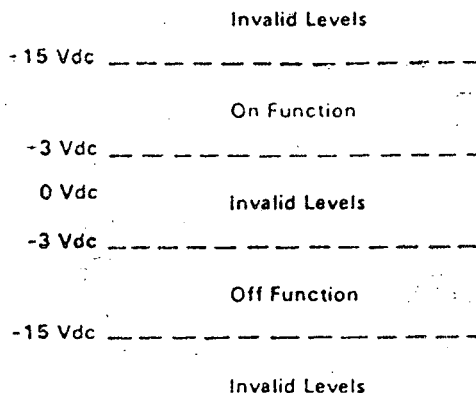 Invalid Levels
+15 Vdc
On Function
+3 Vdc
0 Vdc
Invalid Levels
-3 Vdc
Off Function
-15 Vdc
Invalid Levels